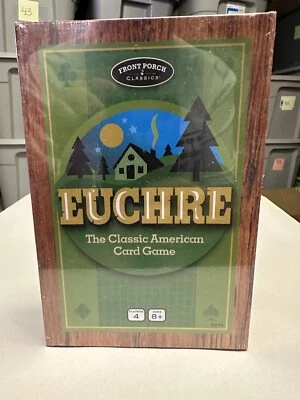 43
FRONT PORCH
CLASSICS
EUCHRE
The Classic American
Card Game
PLAYERS
4
AGES
8+